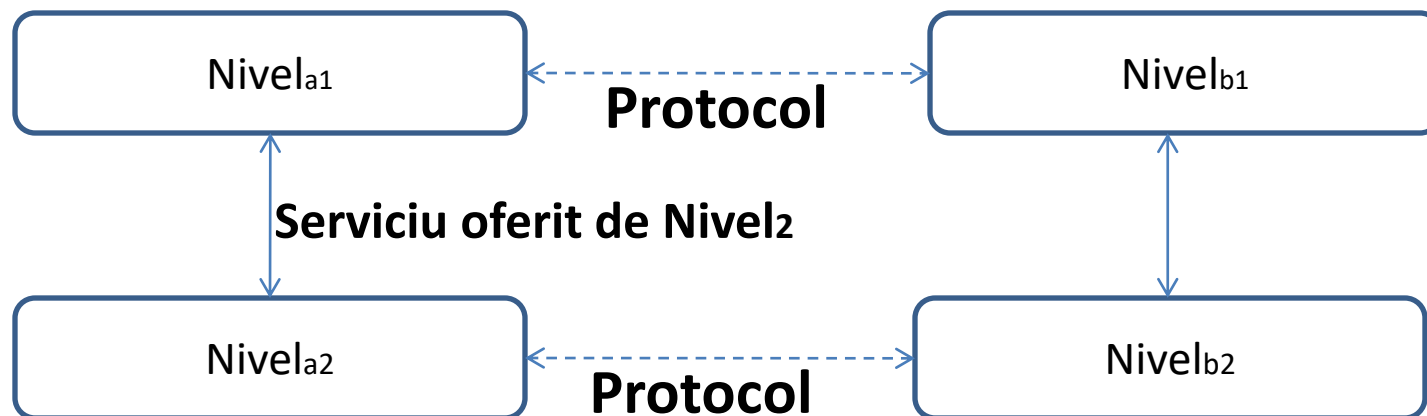 Nivela1
Nivelb1
Protocol
Serviciu oferit de Nivel2
Nivela2
Nivelb2
Protocol